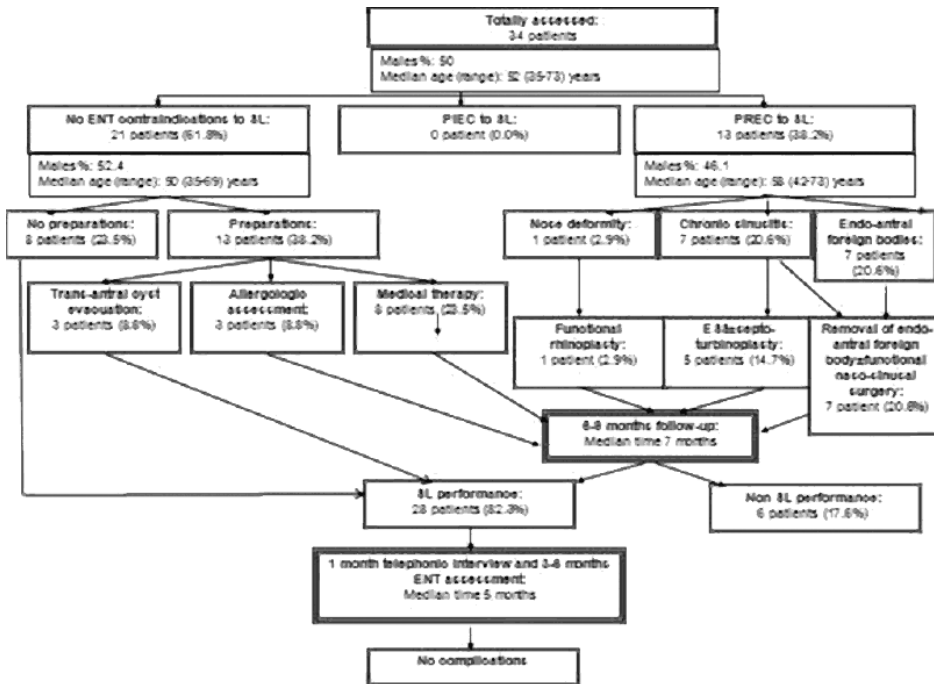 Totally assessed:
34 patients
Males %: 50
Median age (range): 52 (35-73) years
No ENT contraindications to SL:
21 patients (61.8%)
PIEC to SL:
0 patient (0.0%)
PREC to SL:
13 patients (38.2%)
Males %: 52.4
Median age (range): 50 (35-69) years
Males %: 46.1
Median age (range): 58 (42-73) years
No preparations:
8 patients (23.5%)
Preparations:
13 patients (38.2%)
Nose deformity:
1 patient (2.9%)
Chronic sinusitis:
7 patients (20.6%)
Endo-antral
foreign bodies:
7 patients
(20.6%)
Trans-antral cyst
evacuation:
3 patients (8.8%)
Allergologic
assessment:
3 patients (8.8%)
Medical therapy:
8 patients (23.5%)
Functional
rhinoplasty:
1 patient (2.9%)
ESS±septo-
turbinoplasty:
5 patients (14.7%)
Removal of endo-
antral foreign
body±functional
naso-sinusal
surgery:
7 patient (20.6%)
months follow-up:
Median time 7 months
SL performance:
28 patients (82.3%)
Non SL performance:
6 patients (17.6%)
1 month telephonic interview and 3-6 months
ENT assessment:
Median time 5 months
No complications